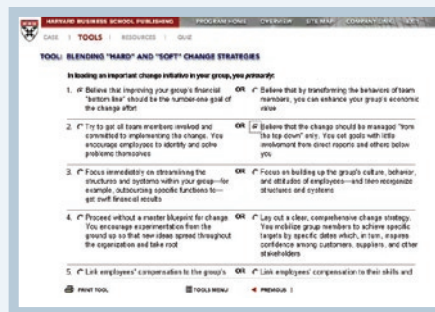 HARVARD BUSINESS SCHOOL PUBLISHING PROGRAM HOME OVERVIEW SITE MAP
CASE | TOOLS | RESOURCES | QUIZ
TOOL: BLENDING "HARD" AND "SOFT" CHANGE STRATEGIES
In leading an important change initiative in your group, you primarily:
1. Believe that improving your group's financial OR Believe that by transforming the behaviors of team
"bottom line" should be the number-one goal of members, you can enhance your group's economic
the change effort value
2. Try to get all team members involved and OR Believe that the change should be managed "from
committed to implementing the change. You the top down" only. You set goals with little
encourage employees to identify and solve involvement from direct reports and others below
problems themselves you
3. Focus immediately on streamlining the OR Focus on building up the group's culture, behavior,
structures and systems within your group—for and attitudes of employees—and then reorganize
example, outsourcing specific functions—to structures and systems
get swift financial results
4. Proceed without a master blueprint for change. OR Lay out a clear, comprehensive change strategy.
You encourage experimentation from the You mobilize group members to achieve specific
ground up so that new ideas spread throughout targets by specific dates which, in turn, inspires
the organization and take root confidence among customers, suppliers, and other
stakeholders
5. Link employees' compensation to the group's OR Link employees' compensation to their skills and
PRINT TOOL TOOLS MENU PREVIOUS |